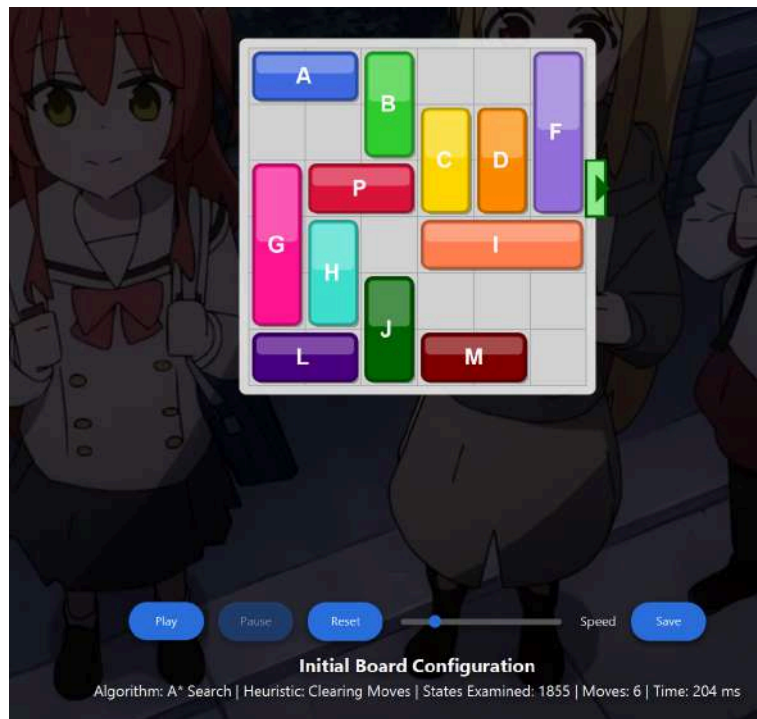 A B F
C D
P
G H I
J
L M
Play Pause Reset Speed Save
Initial Board Configuration
Algorithm: A* Search | Heuristic: Clearing Moves | States Examined: 1855 | Moves: 6 | Time: 204 ms